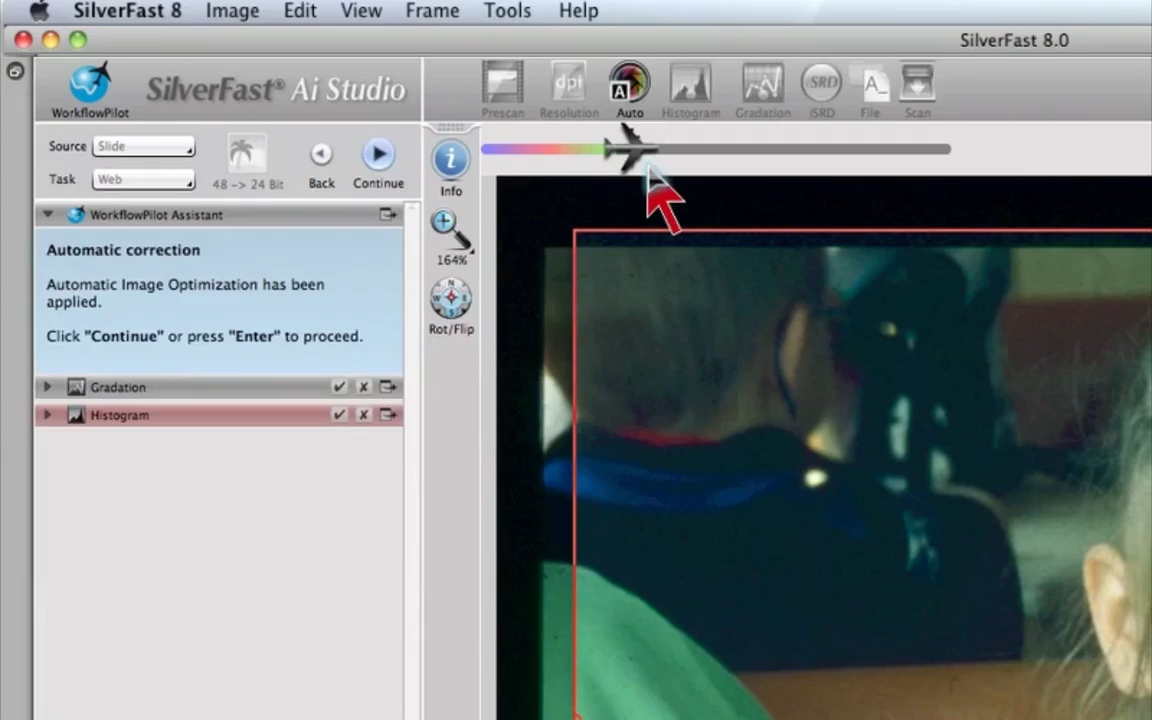 SilverFast 8 Image Edit View Frame Tools Help
SilverFast 8.0
WorkflowPilot
SilverFast® Ai Studio
Prescan
dpi
Resolution
A
Auto
Histogram
Gradation
iSRD
iSRD
A_
File
Scan
Source Slide
Task Web
48 -> 24 Bit
Back
Continue
i
Info
164%
N
W E
S
Rot/Flip
WorkflowPilot Assistant
Automatic correction
Automatic Image Optimization has been
applied.
Click "Continue" or press "Enter" to proceed.
Gradation
Histogram